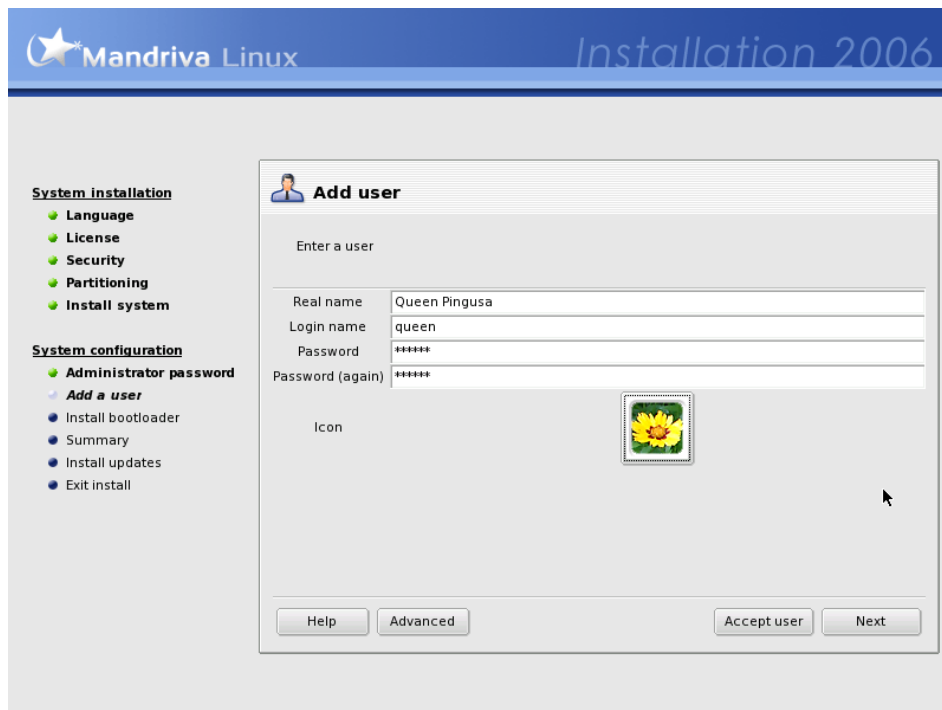 Mandriva Linux
Installation 2006
System installation
Language
License
Security
Partitioning
Install system
System configuration
Administrator password
Add a user
Install bootloader
Summary
Install updates
Exit install
Add user
Enter a user
Real name Queen Pingusa
Login name queen
Password ******
Password (again) ******
Icon
Help Advanced Accept user Next